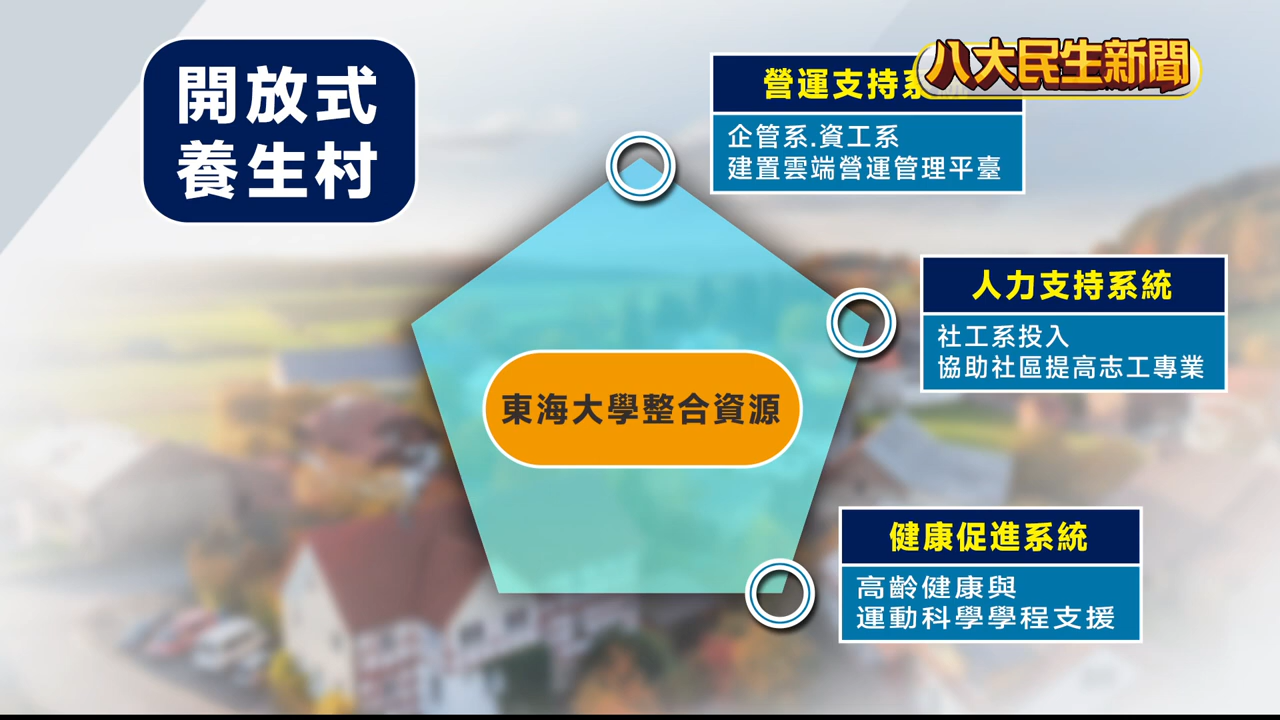 開放式
養生村
八大民生新聞
營運支持系
企管系.資工系
建置雲端營運管理平臺
人力支持系統
社工系投入
協助社區提高志工專業
東海大學整合資源
健康促進系統
高齡健康與
運動科學學程支援